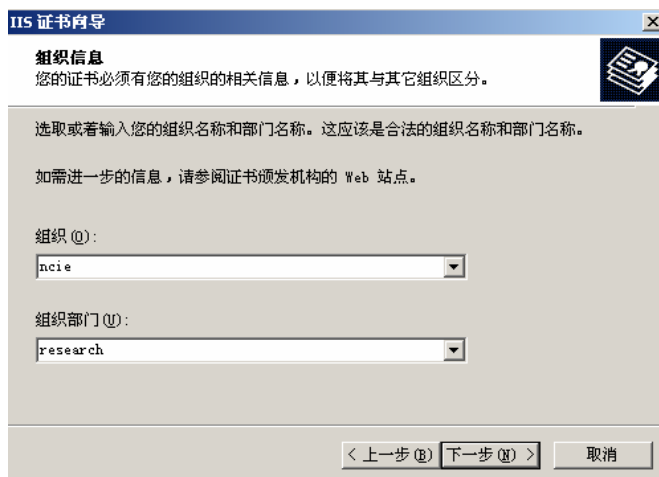 IIS 证书向导
组织信息
您的证书必须有您的组织的相关信息，以便将其与其它组织区分。
选取或著输入您的组织名称和部门名称。这应该是合法的组织名称和部门名称。
如需进一步的信息，请参阅证书颁发机构的 Web 站点。
组织(O):
ncie
组织部门(U):
research
< 上一步(B) 下一步(N) > 取消